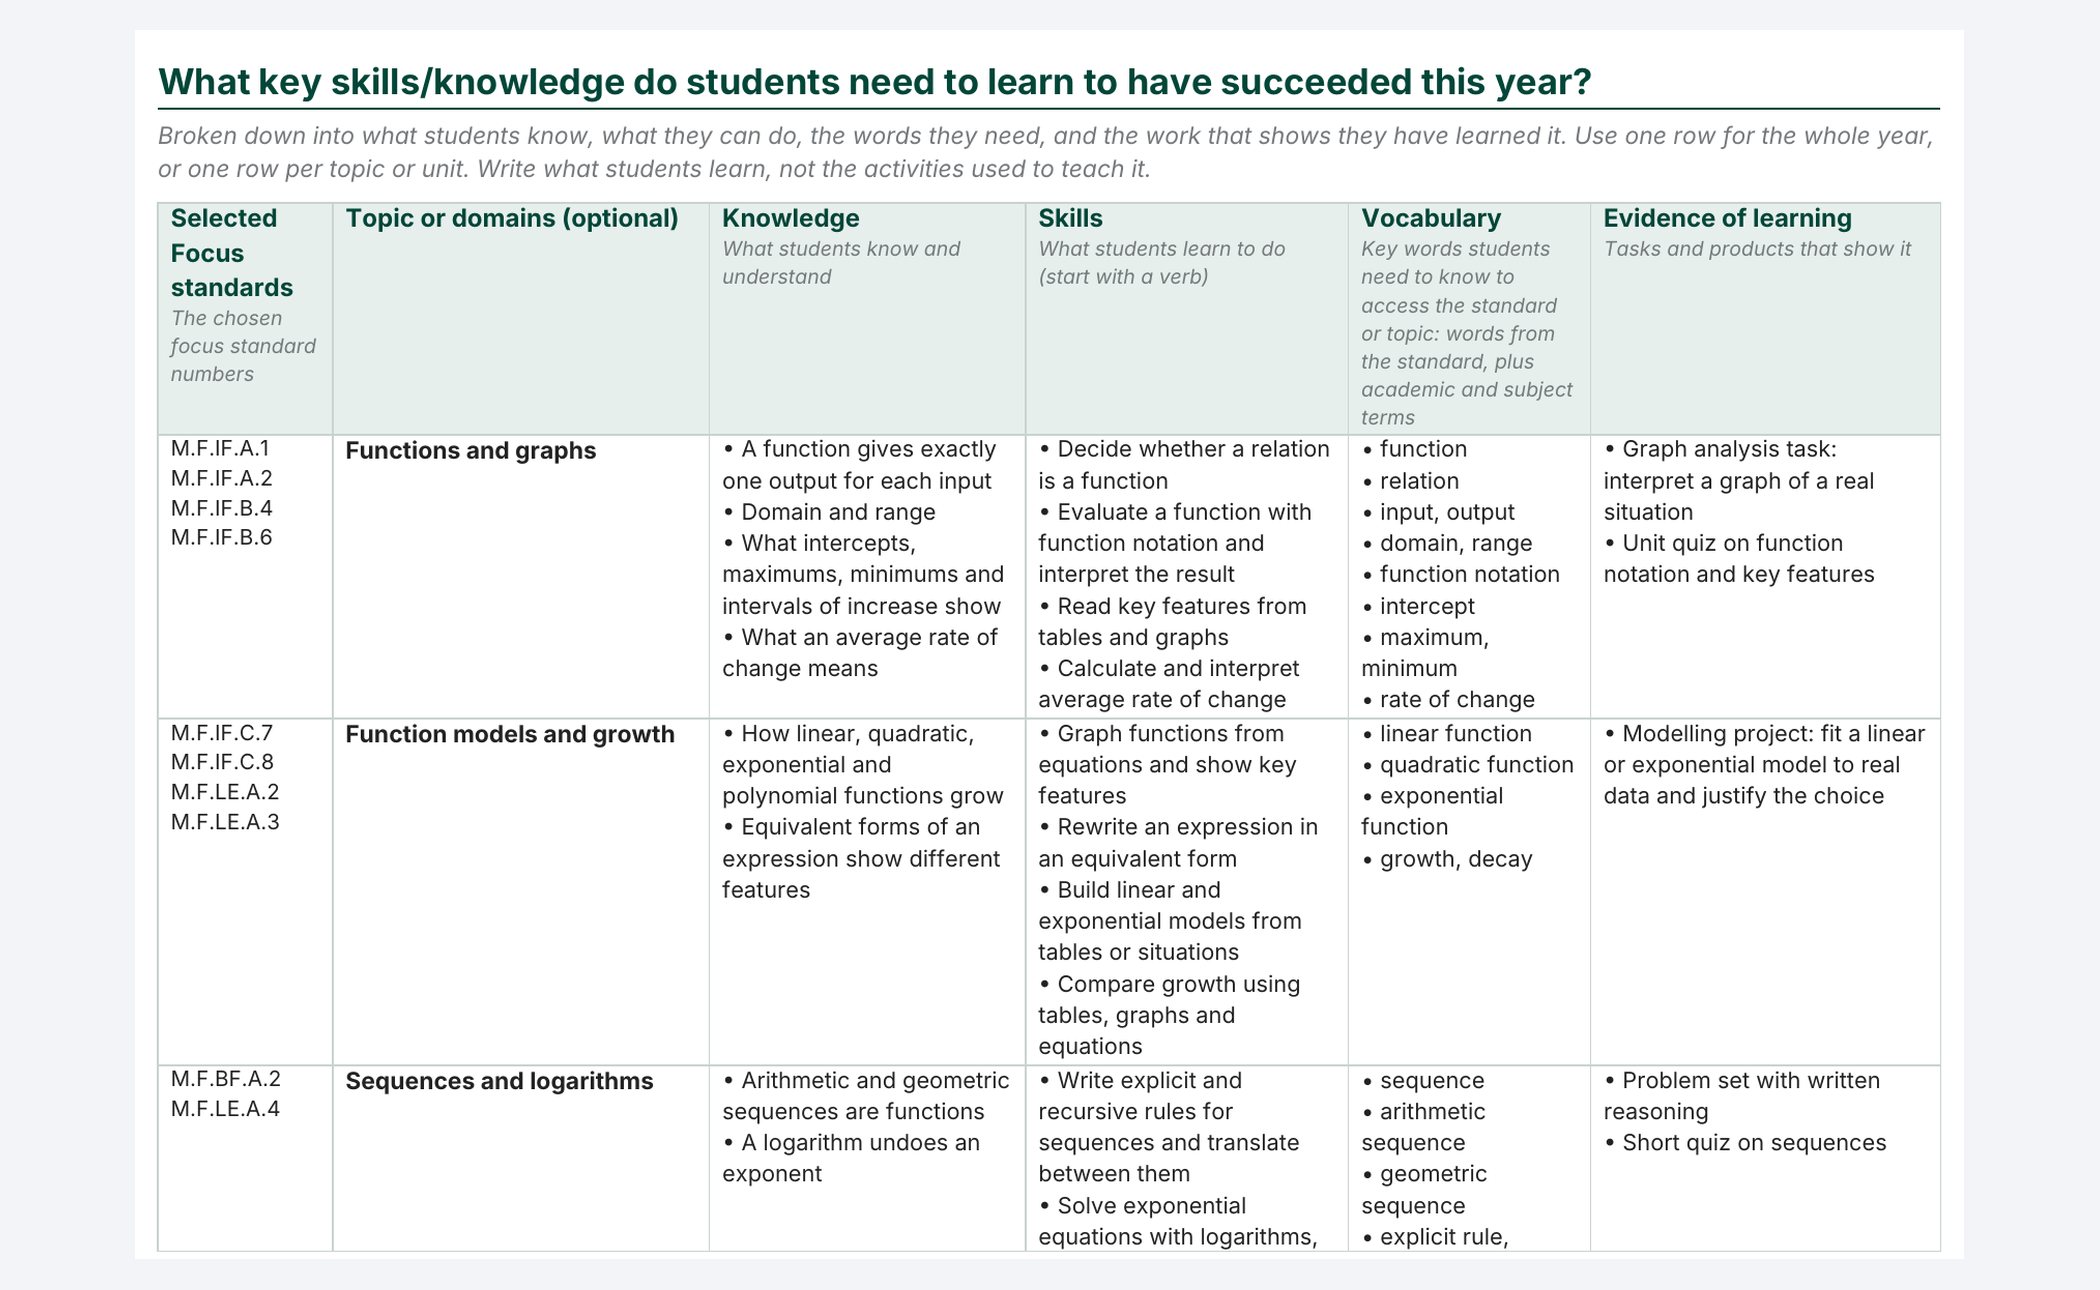 What key skills/knowledge do students need to learn to have succeeded this year?
Broken down into what students know, what they can do, the words they need, and the work that shows they have learned it. Use one row for the whole year,
or one row per topic or unit. Write what students learn, not the activities used to teach it.
Selected
Focus
standards
The chosen
focus standard
numbers
Topic or domains (optional)
Knowledge
What students know and
understand
Skills
What students learn to do
(start with a verb)
Vocabulary
Key words students
need to know to
access the standard
or topic: words from
the standard, plus
academic and subject
terms
Evidence of learning
Tasks and products that show it
M.F.IF.A.1
M.F.IF.A.2
M.F.IF.B.4
M.F.IF.B.6
Functions and graphs
• A function gives exactly
one output for each input
• Domain and range
• What intercepts,
maximums, minimums and
intervals of increase show
• What an average rate of
change means
• Decide whether a relation
is a function
• Evaluate a function with
function notation and
interpret the result
• Read key features from
tables and graphs
• Calculate and interpret
average rate of change
• function
• relation
• input, output
• domain, range
• function notation
• intercept
• maximum,
minimum
• rate of change
• Graph analysis task:
interpret a graph of a real
situation
• Unit quiz on function
notation and key features
M.F.IF.C.7
M.F.IF.C.8
M.F.LE.A.2
M.F.LE.A.3
Function models and growth
• How linear, quadratic,
exponential and
polynomial functions grow
• Equivalent forms of an
expression show different
features
• Graph functions from
equations and show key
features
• Rewrite an expression in
an equivalent form
• Build linear and
exponential models from
tables or situations
• Compare growth using
tables, graphs and
equations
• linear function
• quadratic function
• exponential
function
• growth, decay
• Modelling project: fit a linear
or exponential model to real
data and justify the choice
M.F.BF.A.2
M.F.LE.A.4
Sequences and logarithms
• Arithmetic and geometric
sequences are functions
• A logarithm undoes an
exponent
• Write explicit and
recursive rules for
sequences and translate
between them
• Solve exponential
equations with logarithms,
• sequence
• arithmetic
sequence
• geometric
sequence
• explicit rule,
• Problem set with written
reasoning
• Short quiz on sequences